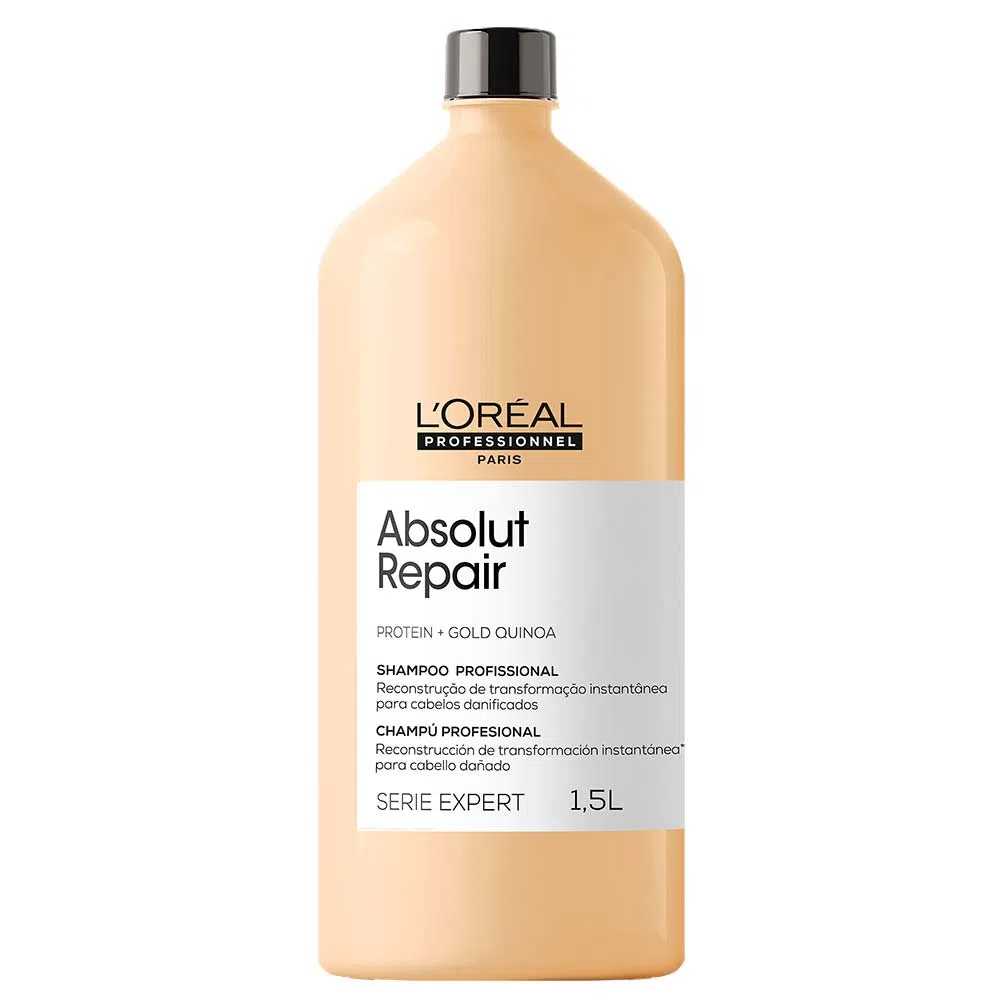 L'ORÉAL
PROFESSIONNEL
PARIS
Absolut
Repair
PROTEIN + GOLD QUINOA
SHAMPOO PROFISSIONAL
Reconstrução de transformação instantânea
para cabelos danificados
CHAMPÚ PROFESIONAL
Reconstrucción de transformación instantánea*
para cabello dañado
SERIE EXPERT 1,5L